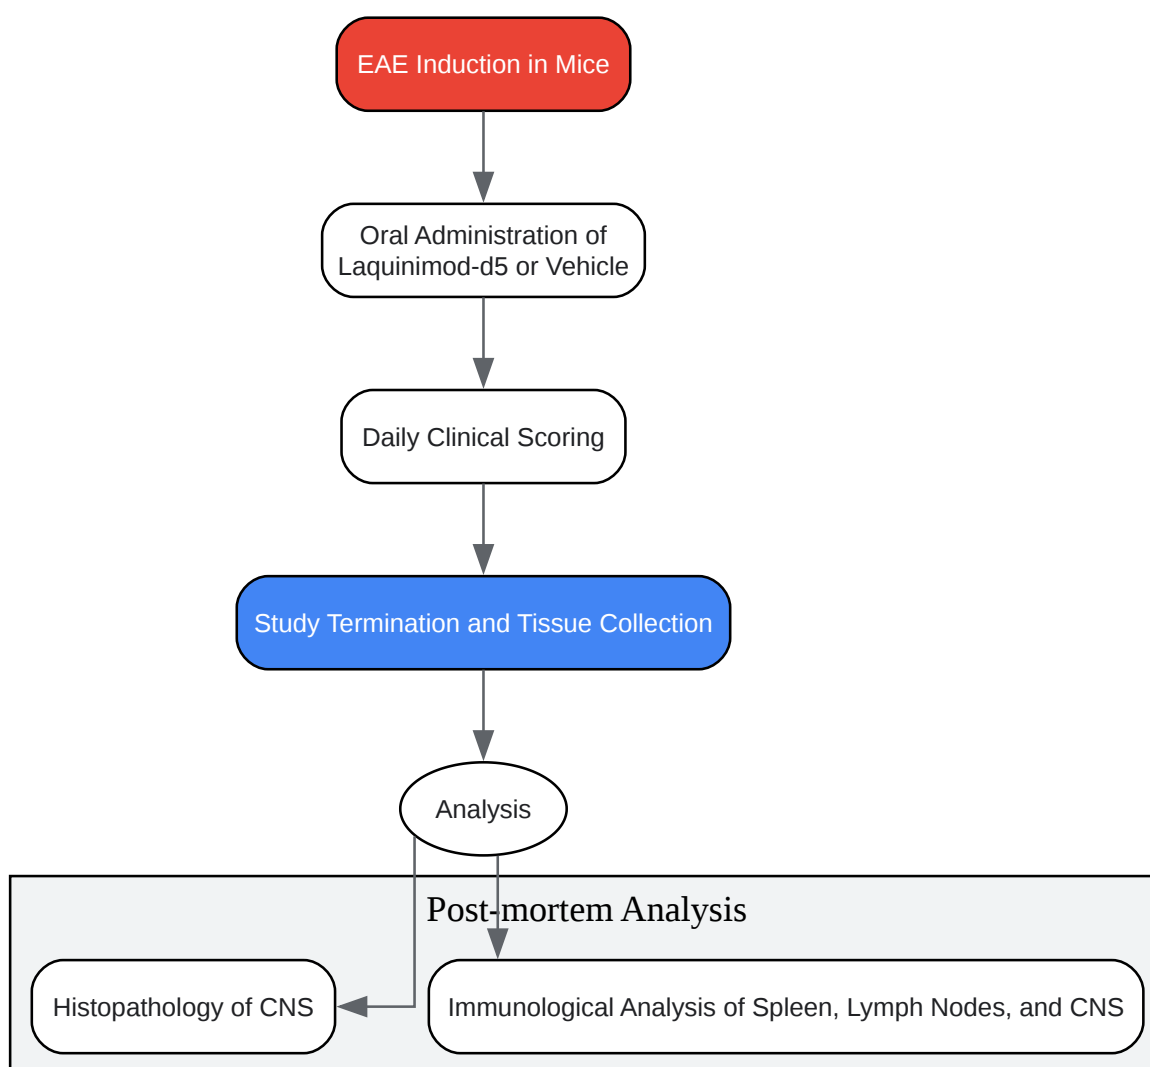 EAE Induction in Mice
Oral Administration of
Laquinimod-d5 or Vehicle
Daily Clinical Scoring
Study Termination and Tissue Collection
Analysis
Post-mortem Analysis
Histopathology of CNS
Immunological Analysis of Spleen, Lymph Nodes, and CNS